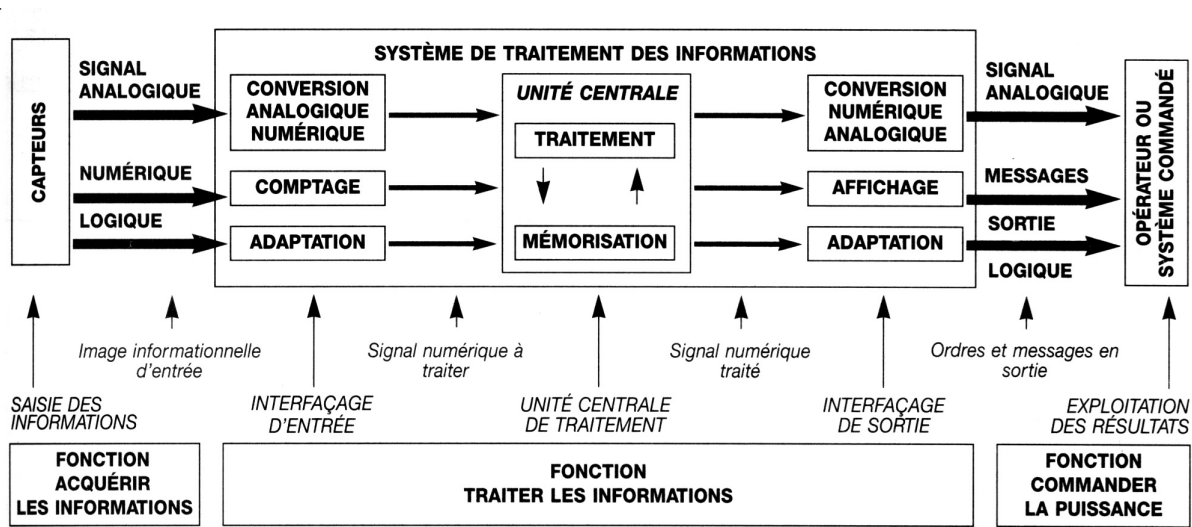 SYSTÈME DE TRAITEMENT DES INFORMATIONS
CAPTEURS
SIGNAL
ANALOGIQUE
NUMÉRIQUE
LOGIQUE
CONVERSION
ANALOGIQUE
NUMÉRIQUE
COMPTAGE
ADAPTATION
UNITÉ CENTRALE
TRAITEMENT
MÉMORISATION
CONVERSION
NUMÉRIQUE
ANALOGIQUE
AFFICHAGE
ADAPTATION
SIGNAL
ANALOGIQUE
MESSAGES
SORTIE
LOGIQUE
OPÉRATEUR OU
SYSTÈME COMMANDÉ
Image informationnelle
d'entrée
Signal numérique à
traiter
Signal numérique
traité
Ordres et messages en
sortie
SAISIE DES
INFORMATIONS
INTERFAÇAGE
D'ENTRÉE
UNITÉ CENTRALE
DE TRAITEMENT
INTERFAÇAGE
DE SORTIE
EXPLOITATION
DES RÉSULTATS
FONCTION
ACQUÉRIR
LES INFORMATIONS
FONCTION
TRAITER LES INFORMATIONS
FONCTION
COMMANDER
LA PUISSANCE